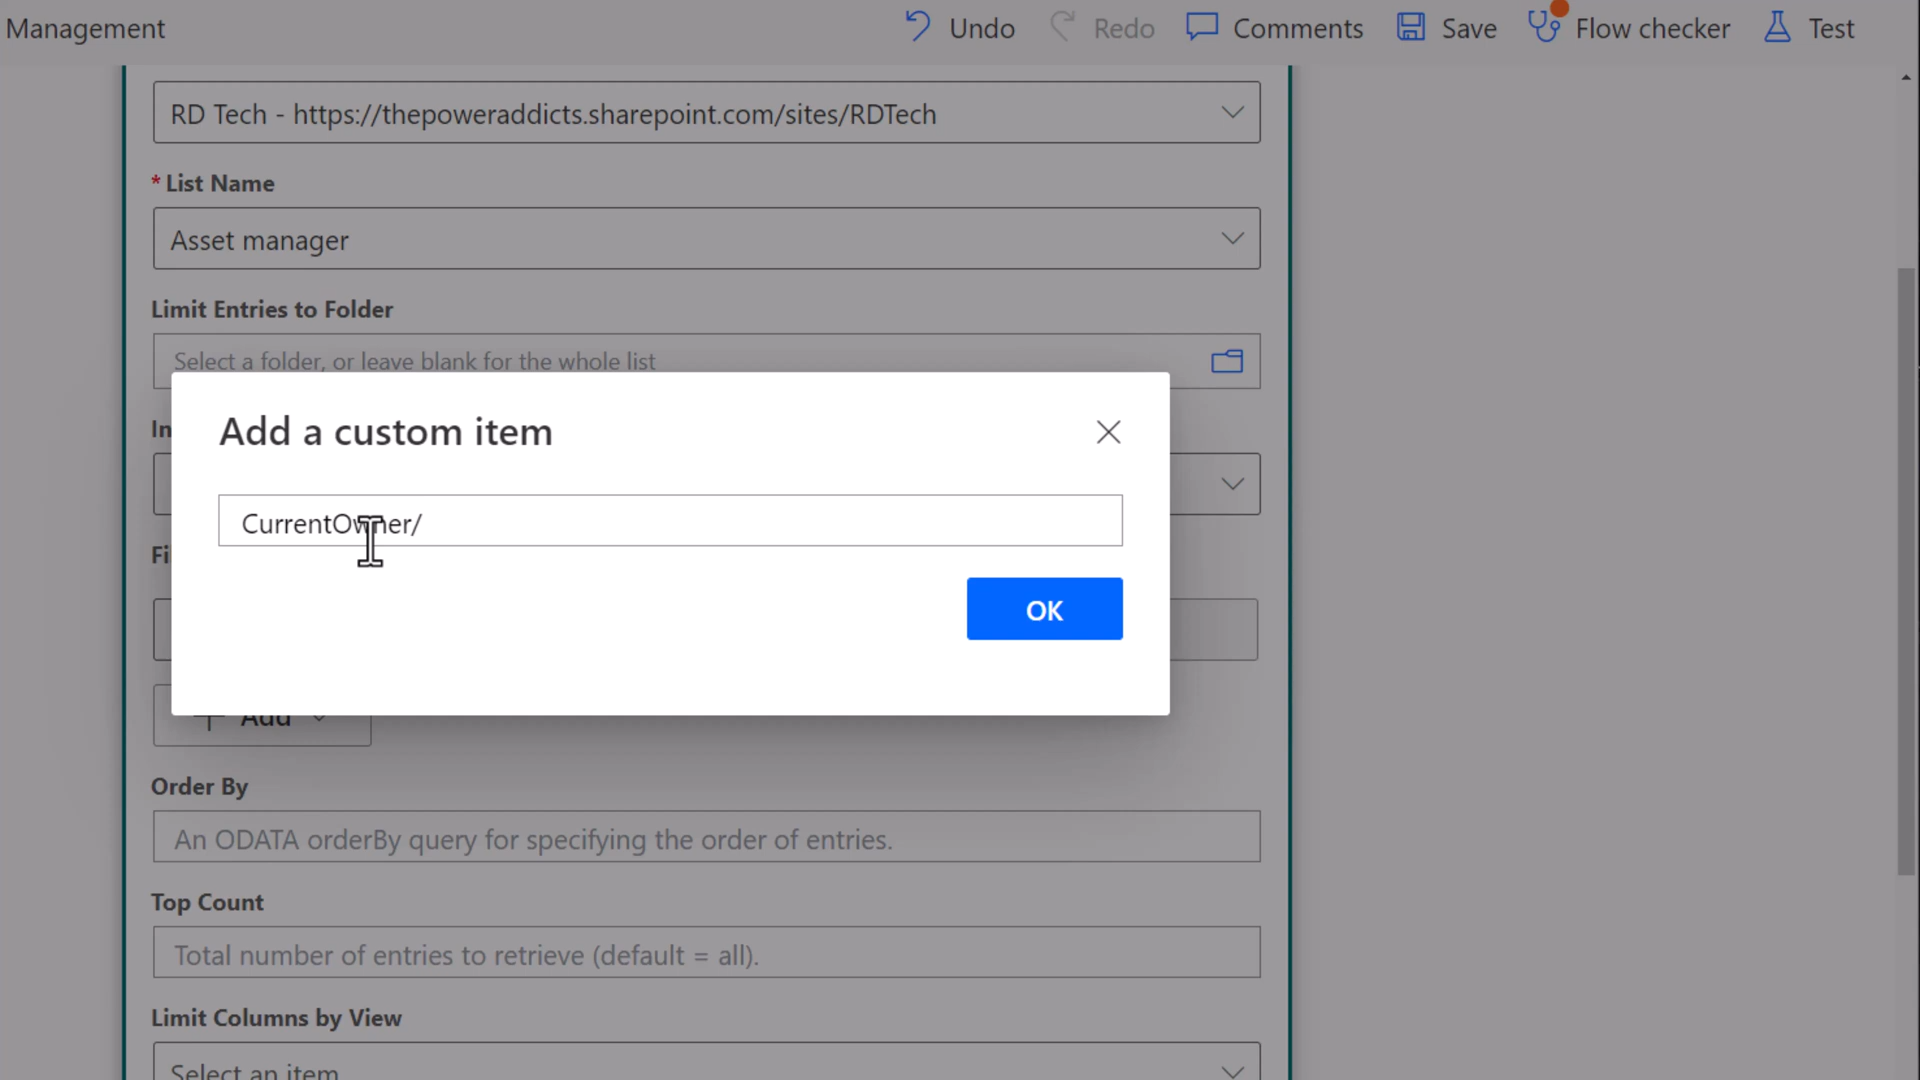 Management
Undo
Redo
Comments
Save
Flow checker
Test
RD Tech - https://thepoweraddicts.sharepoint.com/sites/RDTech
* List Name
Asset manager
Limit Entries to Folder
Select a folder, or leave blank for the whole list
In
Add a custom item
CurrentOwner/
Fi
OK
Add
Order By
An ODATA orderBy query for specifying the order of entries.
Top Count
Total number of entries to retrieve (default = all).
Limit Columns by View
Select an item